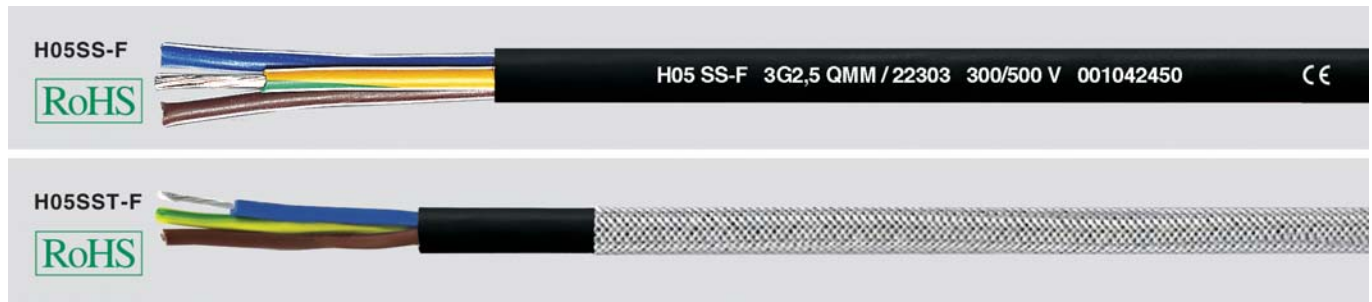 H05SS-F
RoHS
H05 SS-F 3G2,5 QMM / 22303 300/500 V 001042450 CE
H05SST-F
RoHS